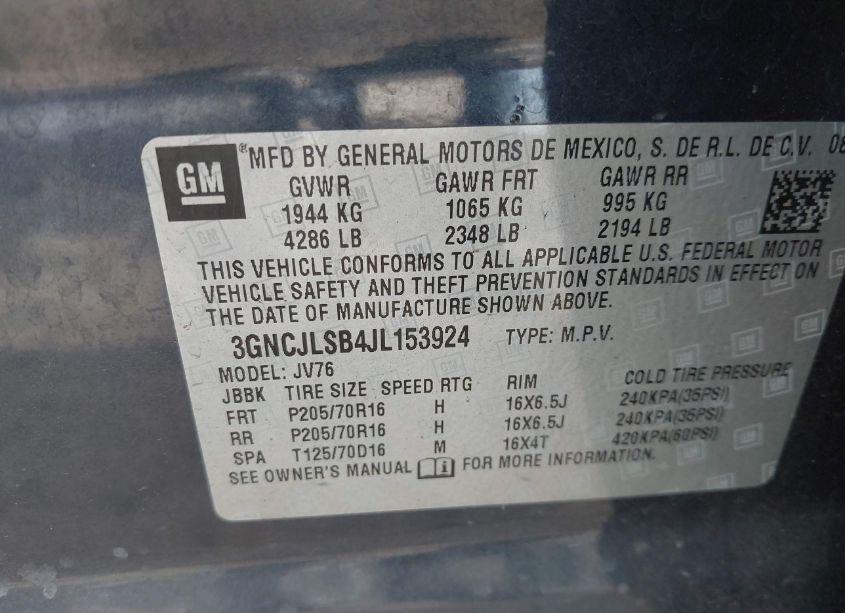 GM ® MFD BY GENERAL MOTORS DE MEXICO, S. DE R.L. DE C.V. 08
GVWR GAWR FRT GAWR RR
1944 KG 1065 KG 995 KG
4286 LB 2348 LB 2194 LB
THIS VEHICLE CONFORMS TO ALL APPLICABLE U.S. FEDERAL MOTOR
VEHICLE SAFETY AND THEFT PREVENTION STANDARDS IN EFFECT ON
THE DATE OF MANUFACTURE SHOWN ABOVE.
3GNCJLSB4JL153924 TYPE: M.P.V.
MODEL: JV76
JBBK TIRE SIZE SPEED RTG RIM COLD TIRE PRESSURE
FRT P205/70R16 H 16X6.5J 240KPA(35PSI)
RR P205/70R16 H 16X6.5J 240KPA(35PSI)
SPA T125/70D16 M 16X4T 420KPA(60PSI)
SEE OWNER'S MANUAL FOR MORE INFORMATION.